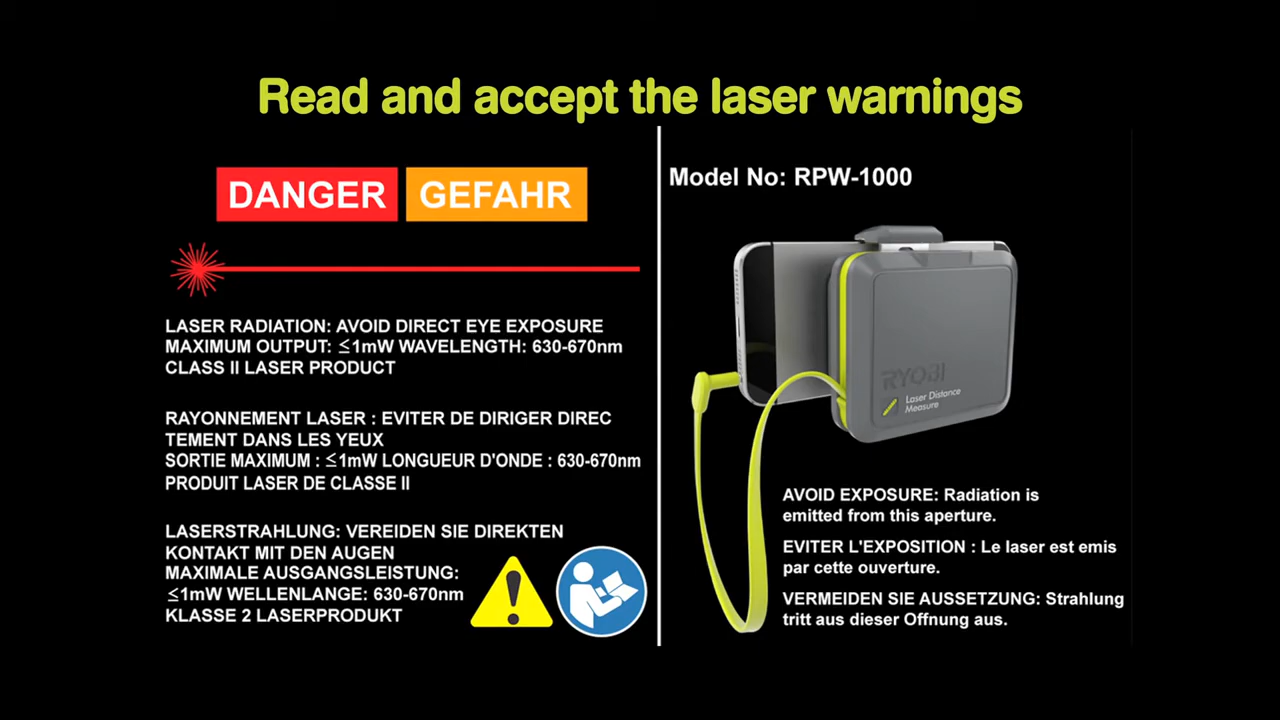 Read and accept the laser warnings
DANGER GEFAHR
LASER RADIATION: AVOID DIRECT EYE EXPOSURE
MAXIMUM OUTPUT: ≤1mW WAVELENGTH: 630-670nm
CLASS II LASER PRODUCT
RAYONNEMENT LASER : EVITER DE DIRIGER DIREC
TEMENT DANS LES YEUX
SORTIE MAXIMUM : ≤1mW LONGUEUR D'ONDE : 630-670nm
PRODUIT LASER DE CLASSE II
LASERSTRAHLUNG: VEREIDEN SIE DIREKTEN
KONTAKT MIT DEN AUGEN
MAXIMALE AUSGANGSLEISTUNG:
≤1mW WELLENLANGE: 630-670nm
KLASSE 2 LASERPRODUKT
Model No: RPW-1000
RYOBI
Laser Distance
Measure
AVOID EXPOSURE: Radiation is
emitted from this aperture.
EVITER L'EXPOSITION : Le laser est emis
par cette ouverture.
VERMEIDEN SIE AUSSETZUNG: Strahlung
tritt aus dieser Offnung aus.